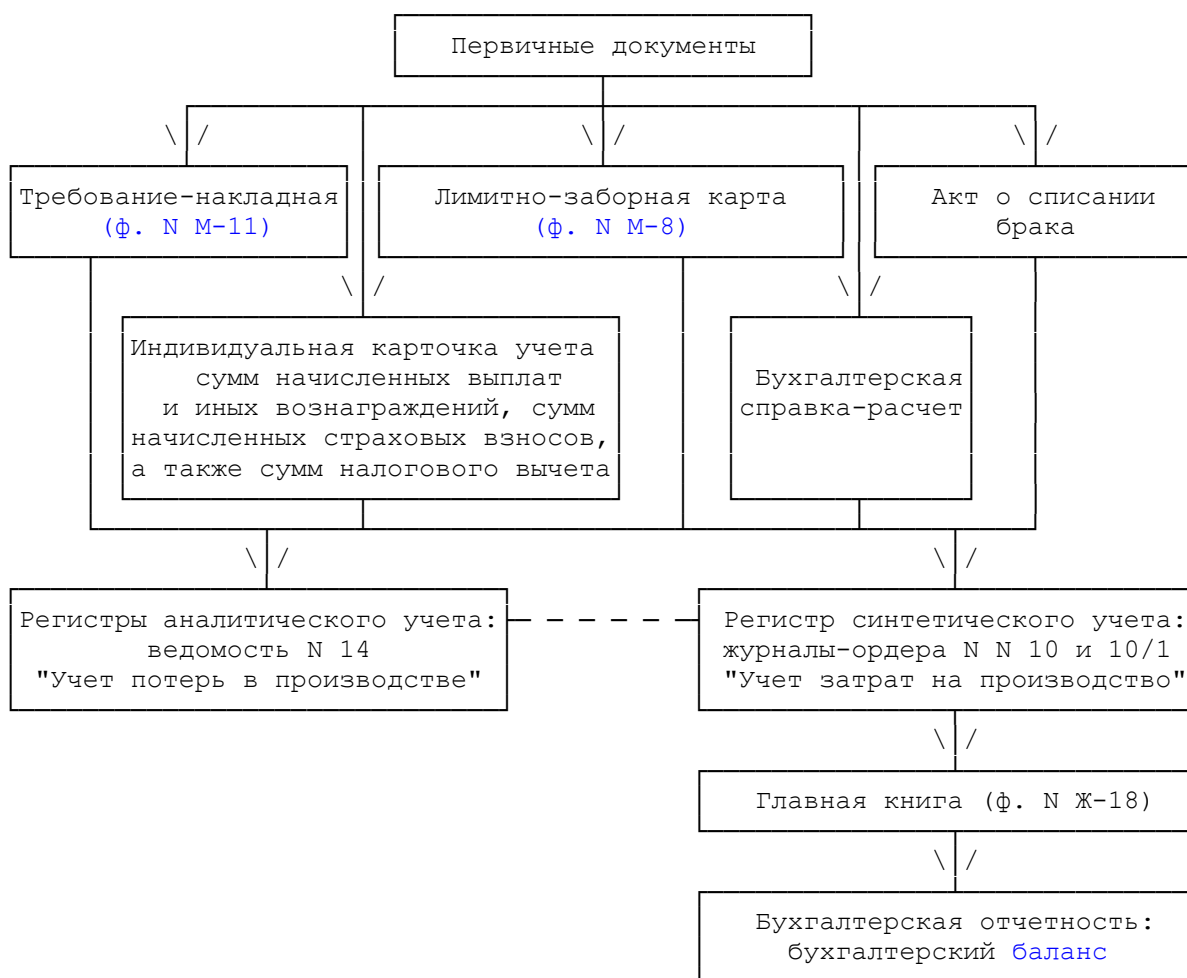 Первичные документы
Требование-накладная
(ф. N М-11)
Лимитно-заборная карта
(ф. N М-8)
Акт о списании
брака
Индивидуальная карточка учета
сумм начисленных выплат
и иных вознаграждений, сумм
начисленных страховых взносов,
а также сумм налогового вычета
Бухгалтерская
справка-расчет
Регистры аналитического учета:
ведомость N 14
"Учет потерь в производстве"
Регистр синтетического учета:
журналы-ордера N N 10 и 10/1
"Учет затрат на производство"
Главная книга (ф. N Ж-18)
Бухгалтерская отчетность:
бухгалтерский баланс